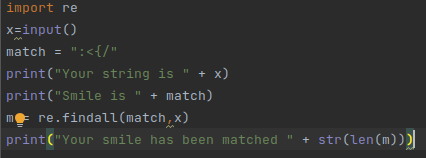 import re
x=input()
match = ":<{/"
print("Your string is " + x)
print("Smile is " + match)
m = re.findall(match,x)
print("Your smile has been matched " + str(len(m)))